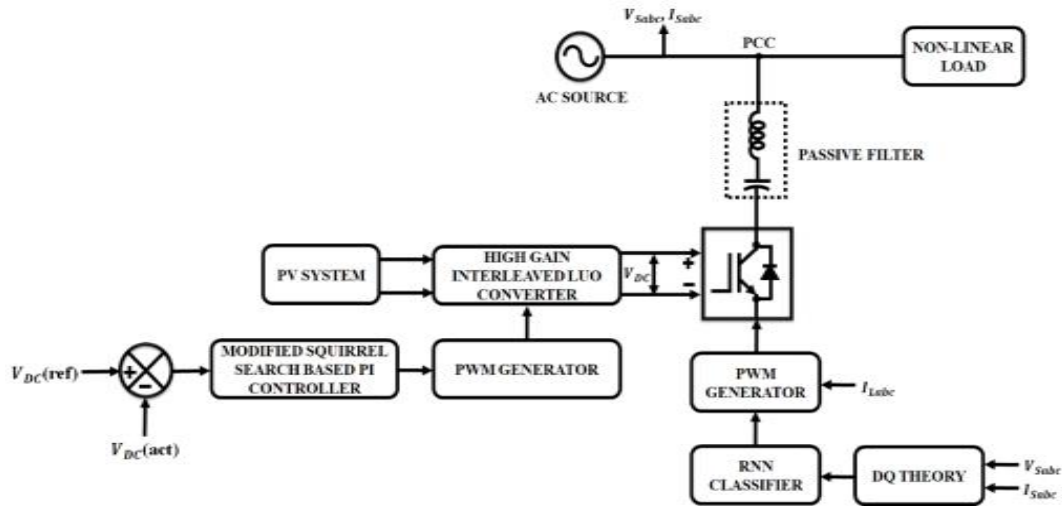 V_Sabc, I_Sabc
PCC
NON-LINEAR
LOAD
AC SOURCE
PASSIVE FILTER
PV SYSTEM
HIGH GAIN
INTERLEAVED LUO
CONVERTER
V_DC
+
−
V_DC(ref)
+
−
MODIFIED SQUIRREL
SEARCH BASED PI
CONTROLLER
PWM GENERATOR
PWM
GENERATOR
I_Labc
V_DC(act)
RNN
CLASSIFIER
DQ THEORY
V_Sabc
I_Sabc